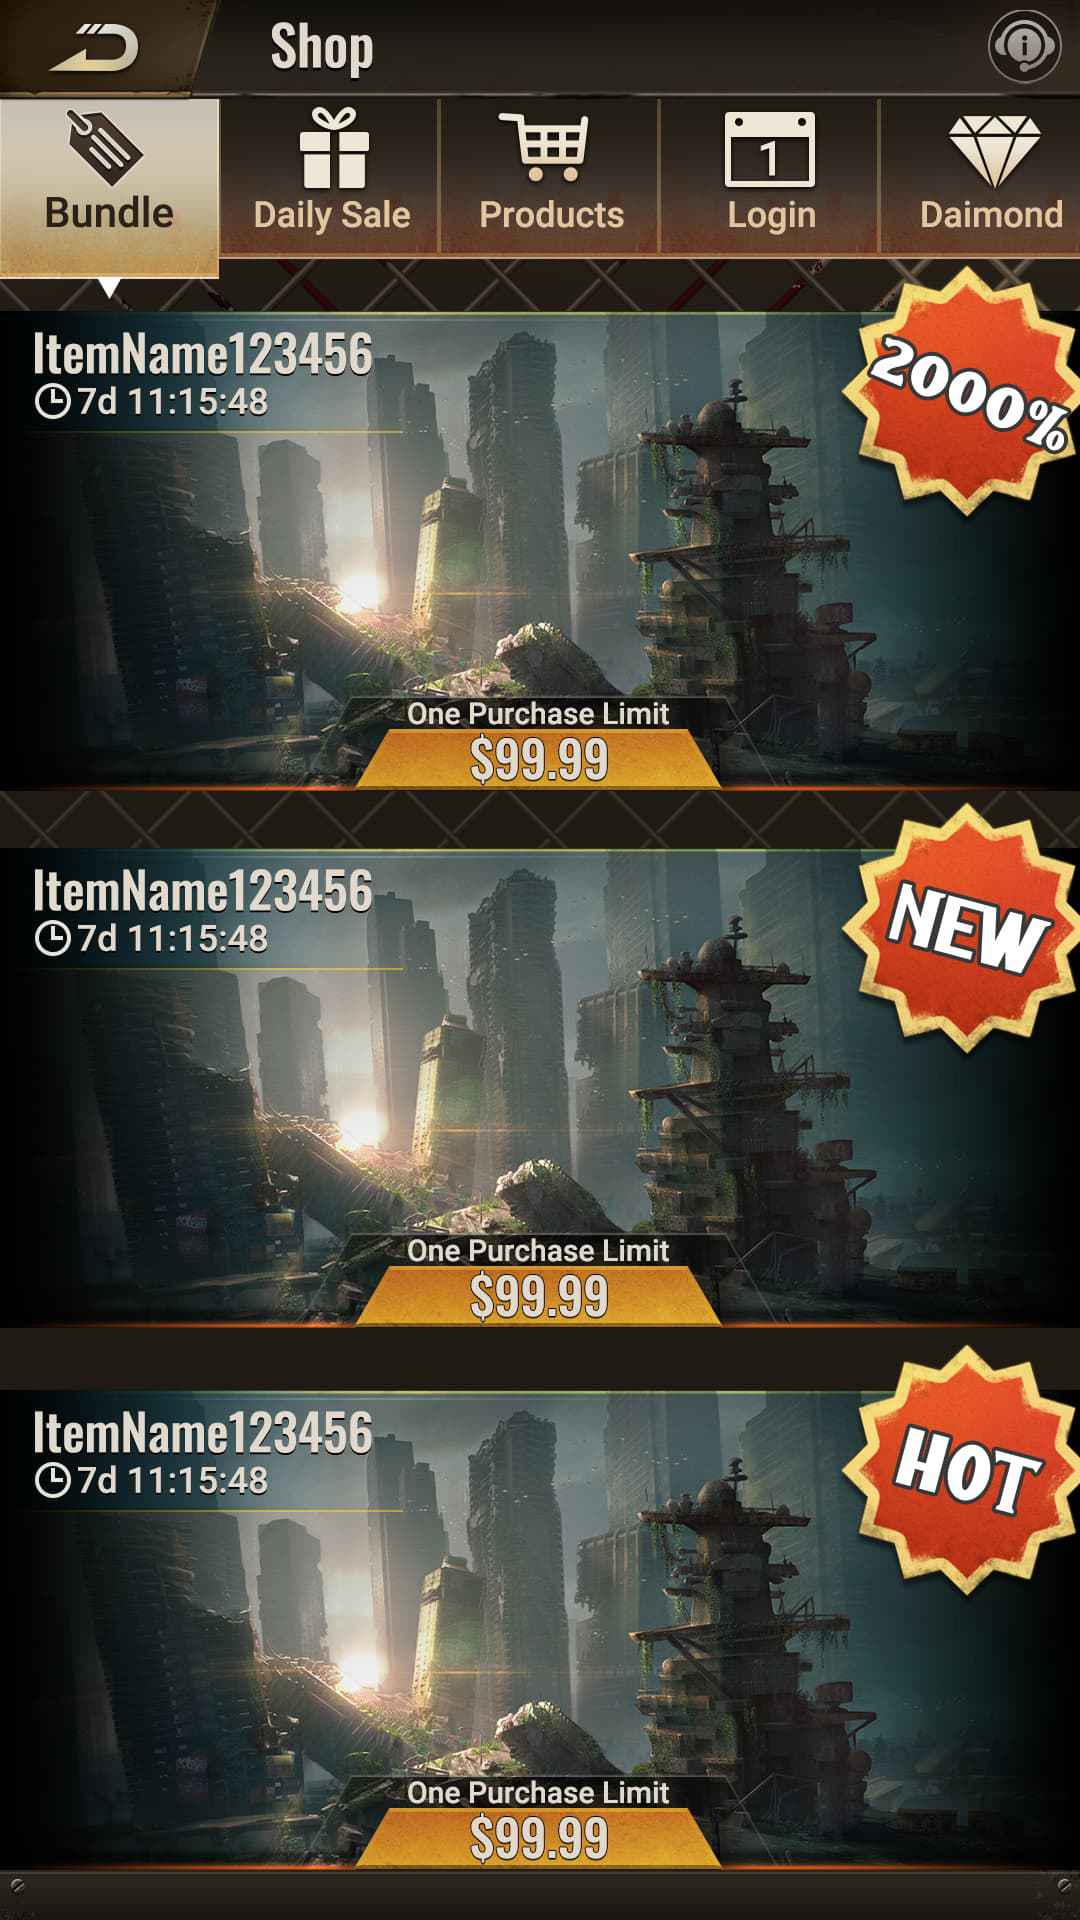 Shop
Bundle
Daily Sale
Products
1
Login
Daimond
ItemName123456
7d 11:15:48
2000%
One Purchase Limit
$99.99
ItemName123456
7d 11:15:48
NEW
One Purchase Limit
$99.99
ItemName123456
7d 11:15:48
HOT
One Purchase Limit
$99.99